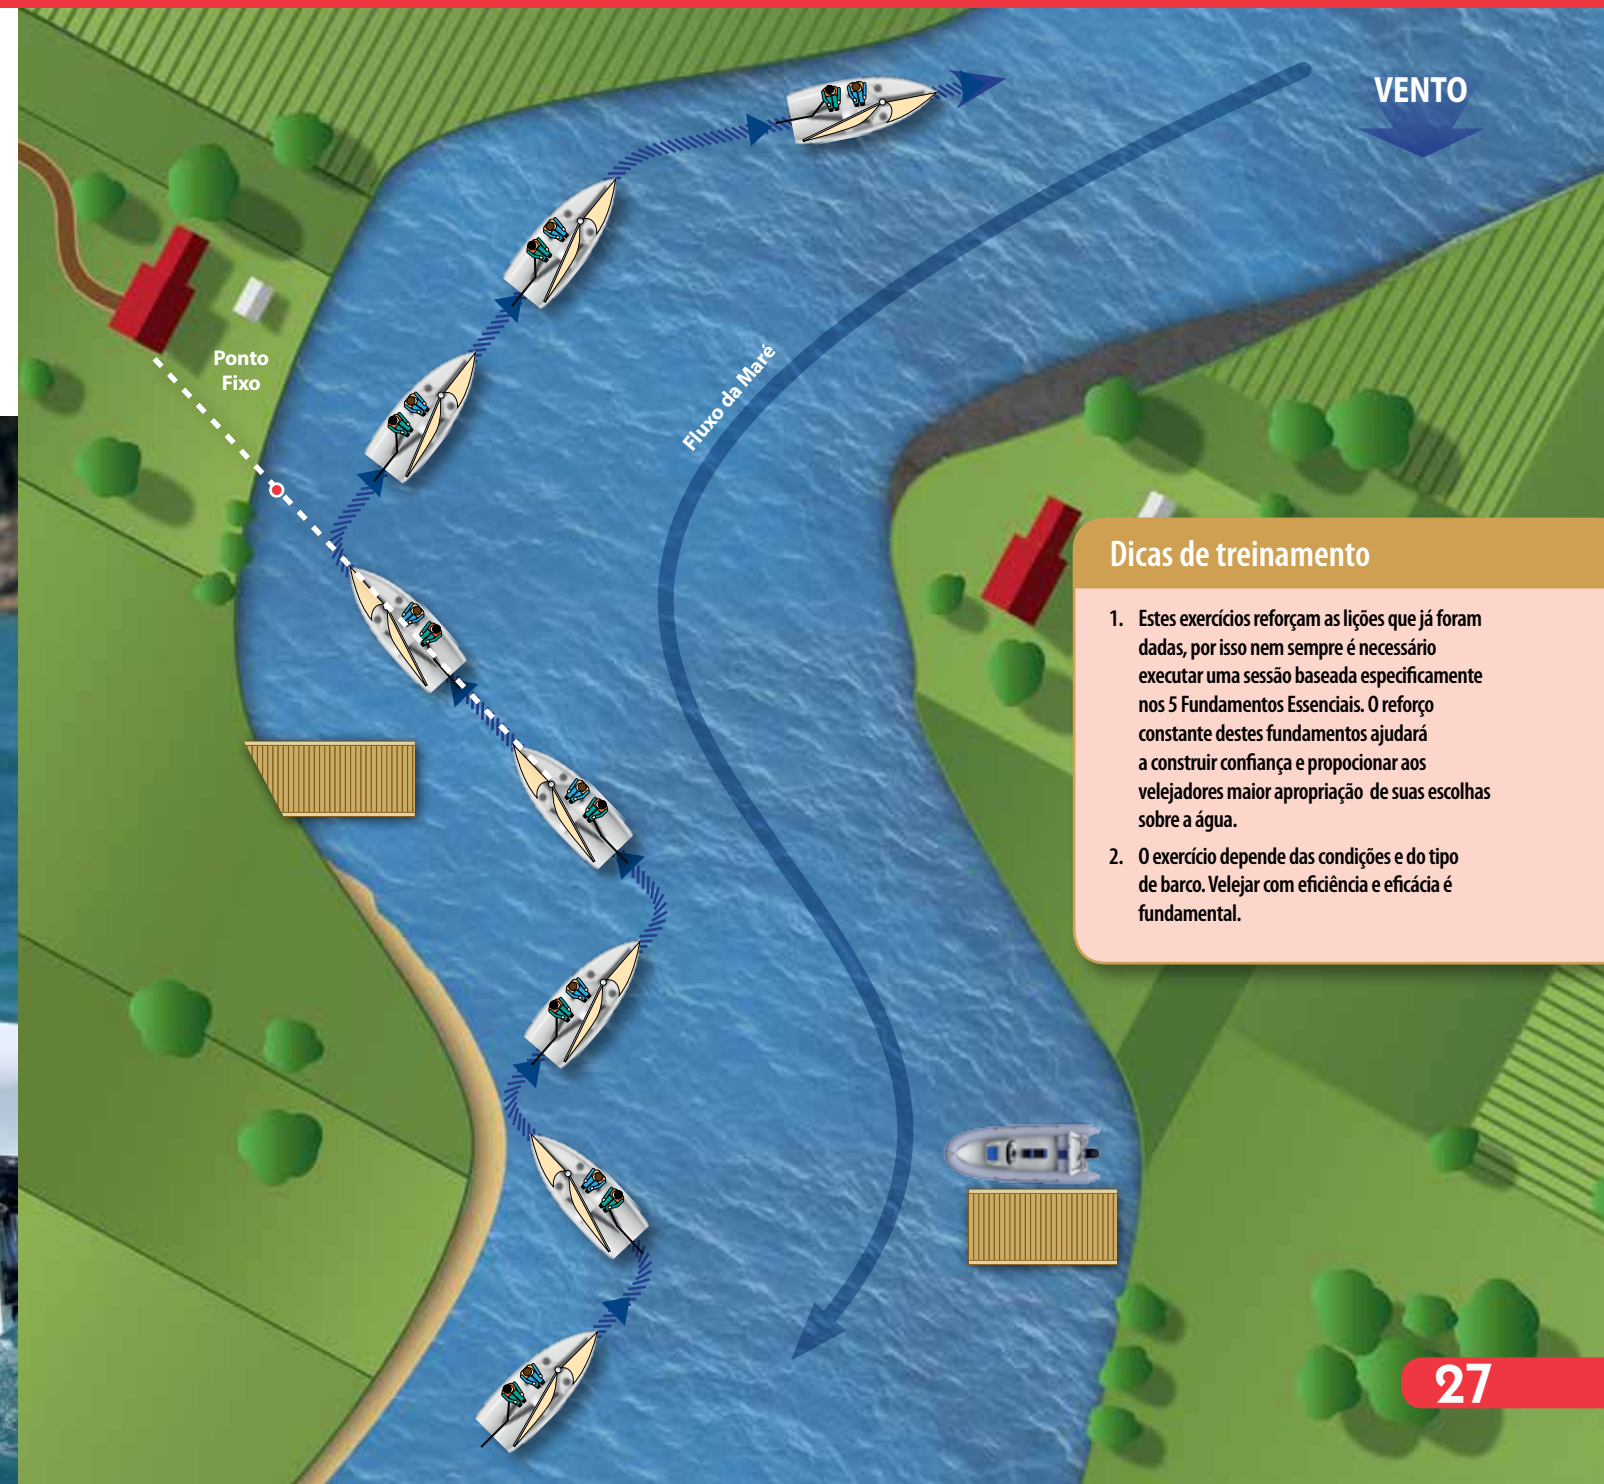 VENTO
Ponto
Fixo
Fluxo da Maré
Dicas de treinamento
1. Estes exercícios reforçam as lições que já foram
dadas, por isso nem sempre é necessário
executar uma sessão baseada especificamente
nos 5 Fundamentos Essenciais. O reforço
constante destes fundamentos ajudará
a construir confiança e propocionar aos
velejadores maior apropriação de suas escolhas
sobre a água.
2. O exercício depende das condições e do tipo
de barco. Velejar com eficiência e eficácia é
fundamental.
27